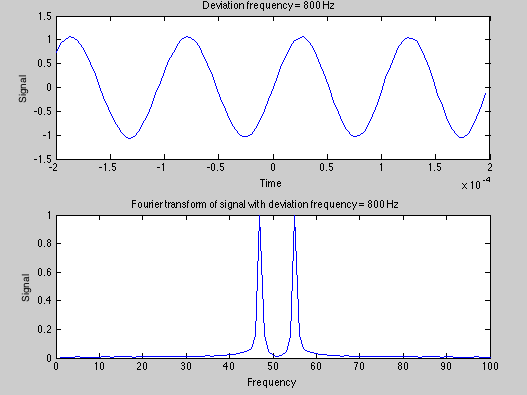 Deviation frequency = 800 Hz
1.5
1
0.5
0
-0.5
-1
-1.5
Signal
-2 -1.5 -1 -0.5 0 0.5 1 1.5 2
Time
x 10⁻⁴
Fourier transform of signal with deviation frequency = 800 Hz
1
0.8
0.6
0.4
0.2
0
Signal
0 10 20 30 40 50 60 70 80 90 100
Frequency